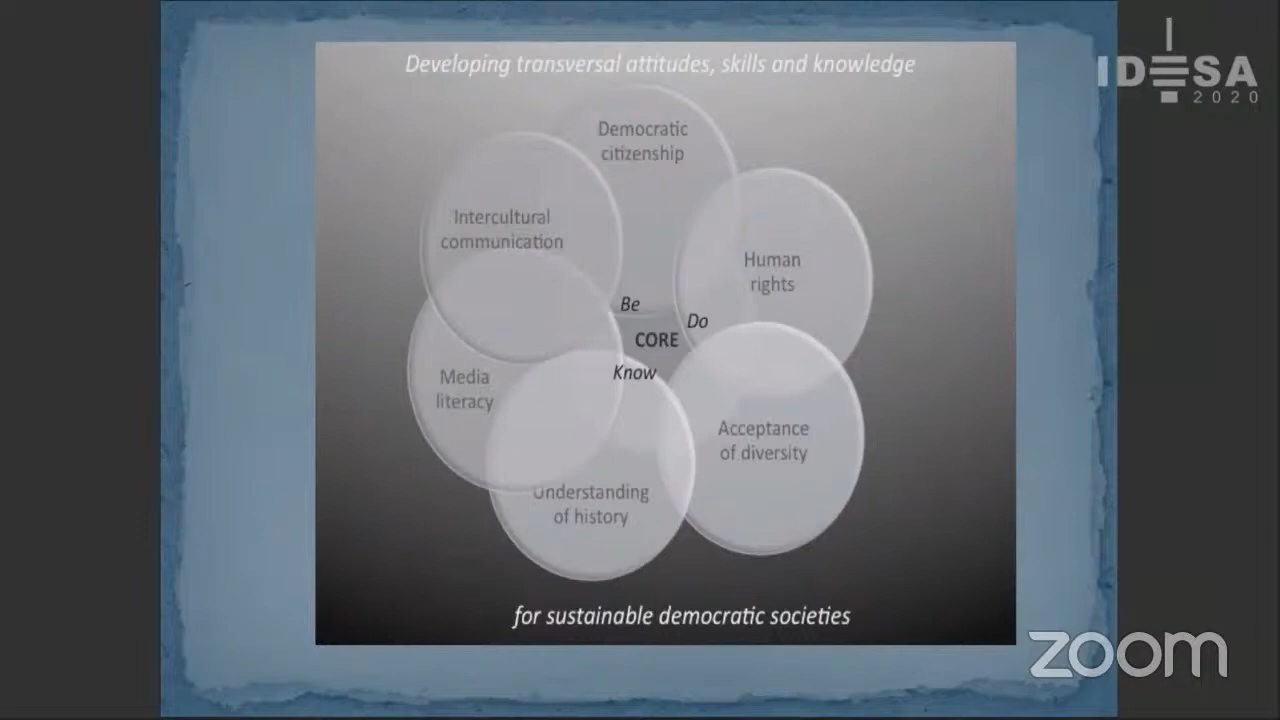 Developing transversal attitudes, skills and knowledge
IDESA
2020
Democratic
citizenship
Intercultural
communication
Human
rights
Be
Do
CORE
Know
Media
literacy
Acceptance
of diversity
Understanding
of history
for sustainable democratic societies
zoom